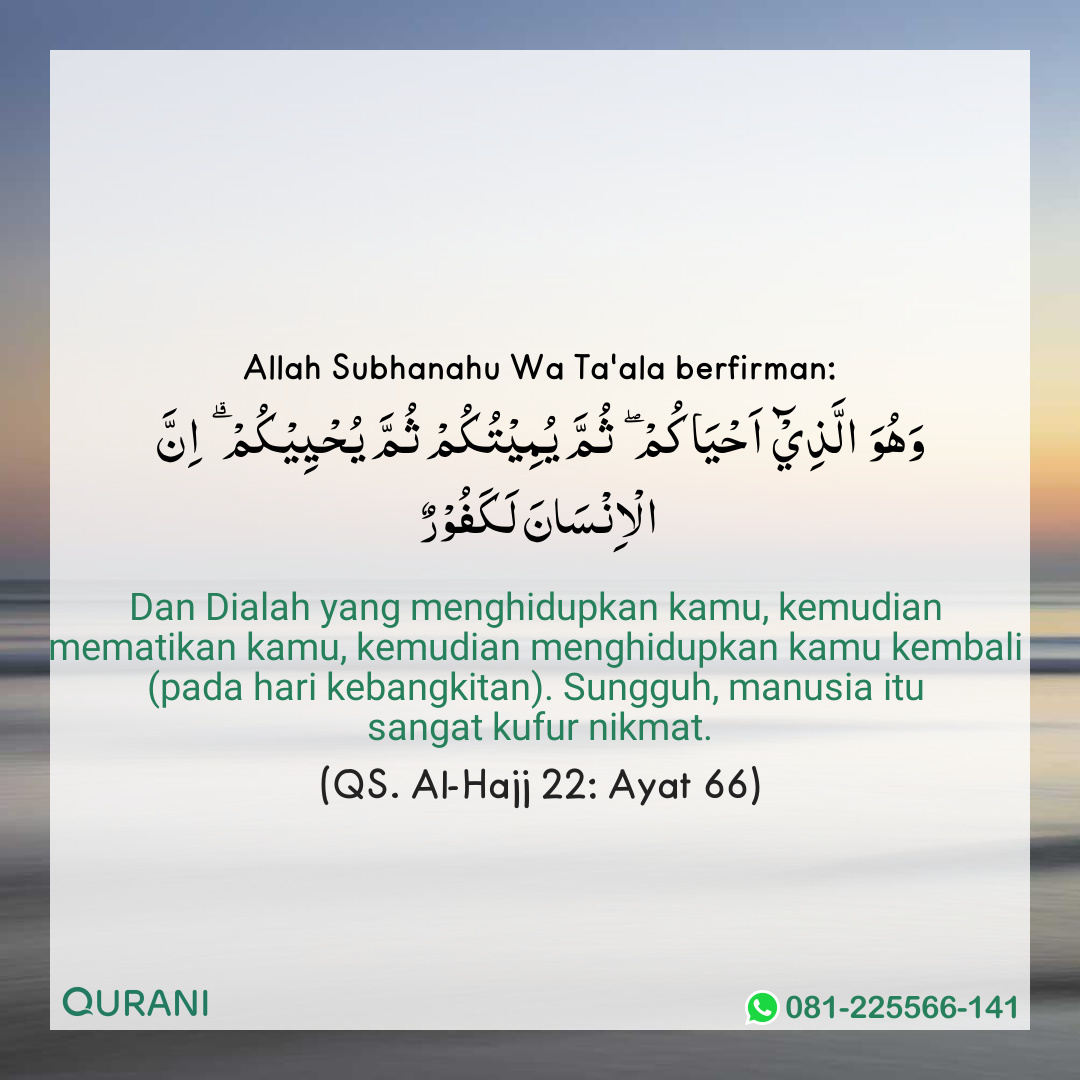 Allah Subhanahu Wa Ta'ala berfirman:
وَهُوَ الَّذِيْۤ اَحْيَاكُمْ ۖ ثُمَّ يُمِيْتُكُمْ ثُمَّ يُحْيِيْكُمْ ۗ اِنَّ
الْاِنْسَانَ لَـكَفُوْرٌ
Dan Dialah yang menghidupkan kamu, kemudian
mematikan kamu, kemudian menghidupkan kamu kembali
(pada hari kebangkitan). Sungguh, manusia itu
sangat kufur nikmat.
(QS. Al-Hajj 22: Ayat 66)
QURANI
081-225566-141